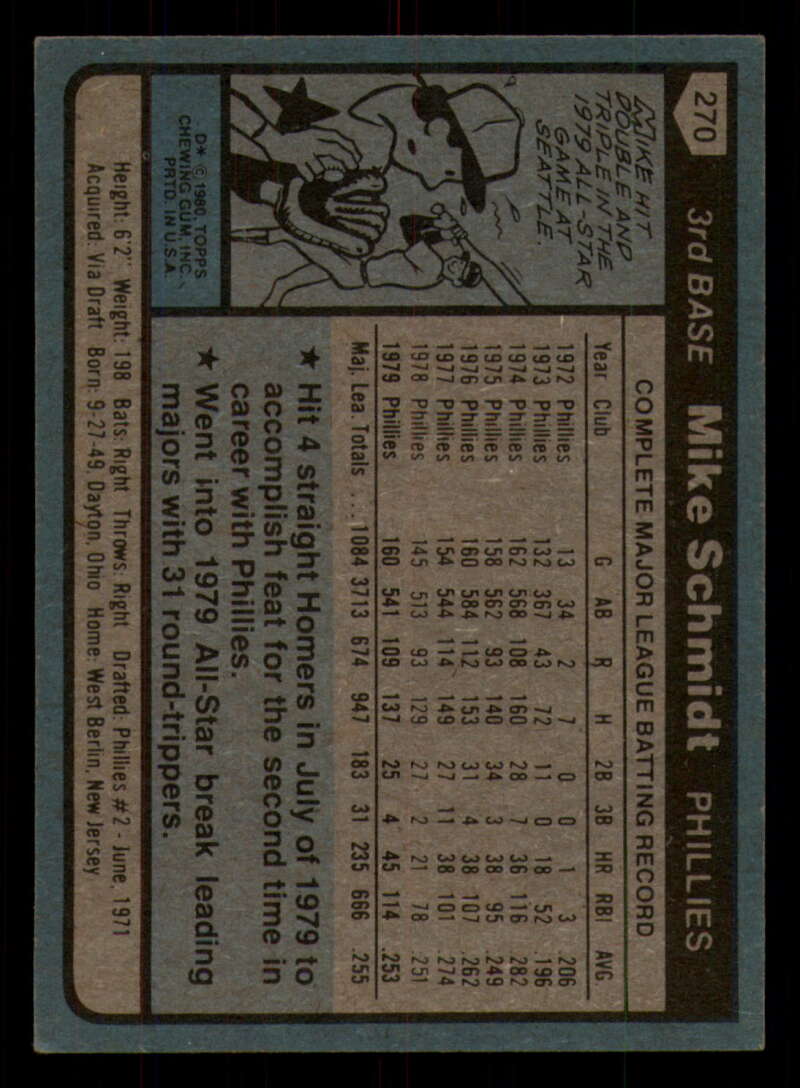 270 3rd BASE Mike Schmidt PHILLIES
MIKE HIT
DOUBLE AND
TRIPLE IN THE
1979 ALL-STAR
GAME AT
SEATTLE.
D* © 1980 TOPPS
CHEWING GUM, INC.
PRTD. IN U.S.A.
COMPLETE MAJOR LEAGUE BATTING RECORD
Year Club G AB R H 2B 3B HR RBI AVG
1972 Phillies 13 34 2 7 0 0 1 3 .206
1973 Phillies 132 367 43 72 11 0 18 52 .196
1974 Phillies 162 568 108 160 28 7 36 116 .282
1975 Phillies 158 562 93 140 34 3 38 95 .249
1976 Phillies 160 584 112 153 31 4 38 107 .262
1977 Phillies 154 544 114 149 27 11 38 101 .274
1978 Phillies 145 513 93 129 27 2 21 78 .251
1979 Phillies 160 541 109 137 25 4 45 114 .253
Maj. Lea Totals ... 1084 3713 674 947 183 31 235 666 .255
★ Hit 4 straight Homers in July of 1979 to
accomplish feat for the second time in
career with Phillies.
★ Went into 1979 All-Star break leading
majors with 31 round-trippers.
Height: 6'2" Weight: 198 Bats: Right Throws: Right Drafted: Phillies #2 - June, 1971
Acquired: Via Draft Born: 9-27-49, Dayton, Ohio Home: West Berlin, New Jersey